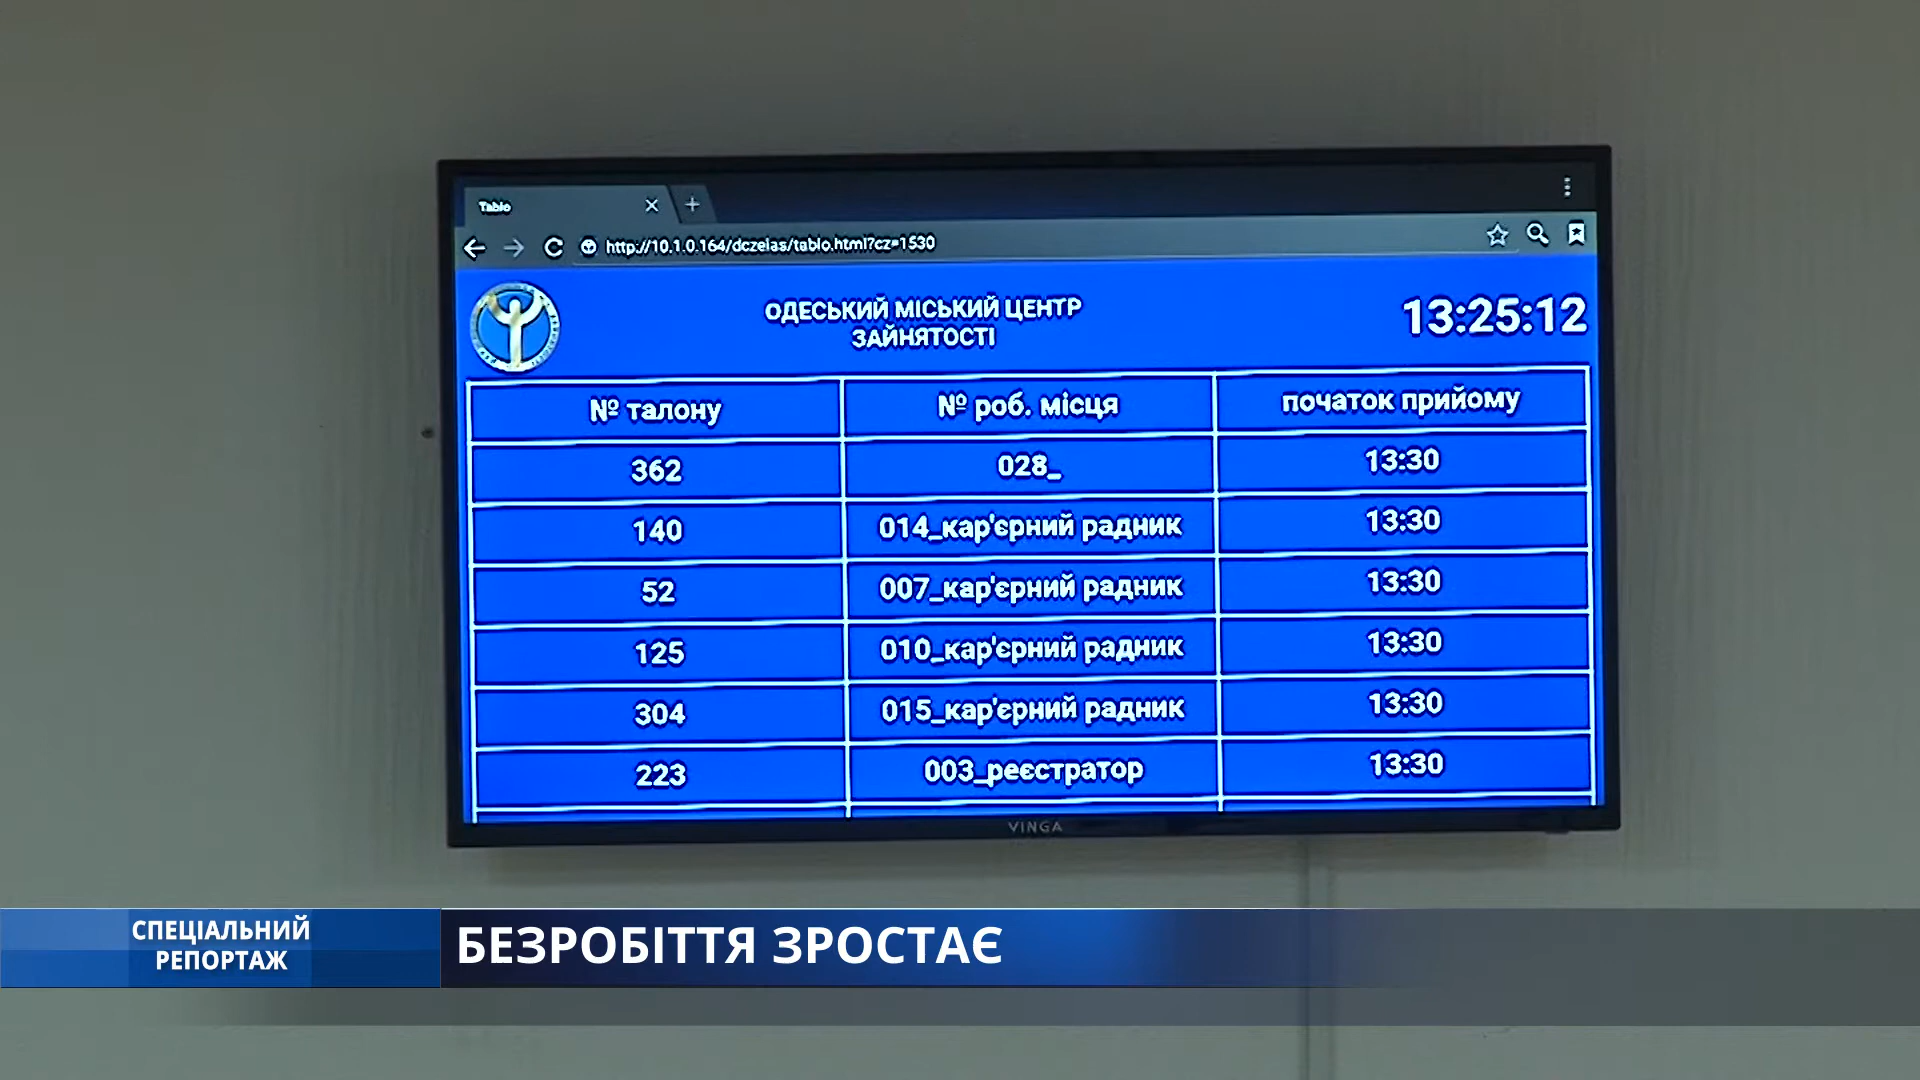 Tablo
http://10.1.0.164/dczeias/tablo.html?cz=1530
ОДЕСЬКИЙ МІСЬКИЙ ЦЕНТР
ЗАЙНЯТОСТІ
13:25:12
№ талону № роб. місця початок прийому
362 028_ 13:30
140 014_кар'єрний радник 13:30
52 007_кар'єрний радник 13:30
125 010_кар'єрний радник 13:30
304 015_кар'єрний радник 13:30
223 003_реєстратор 13:30
VINGA
СПЕЦІАЛЬНИЙ
РЕПОРТАЖ
БЕЗРОБІТТЯ ЗРОСТАЄ